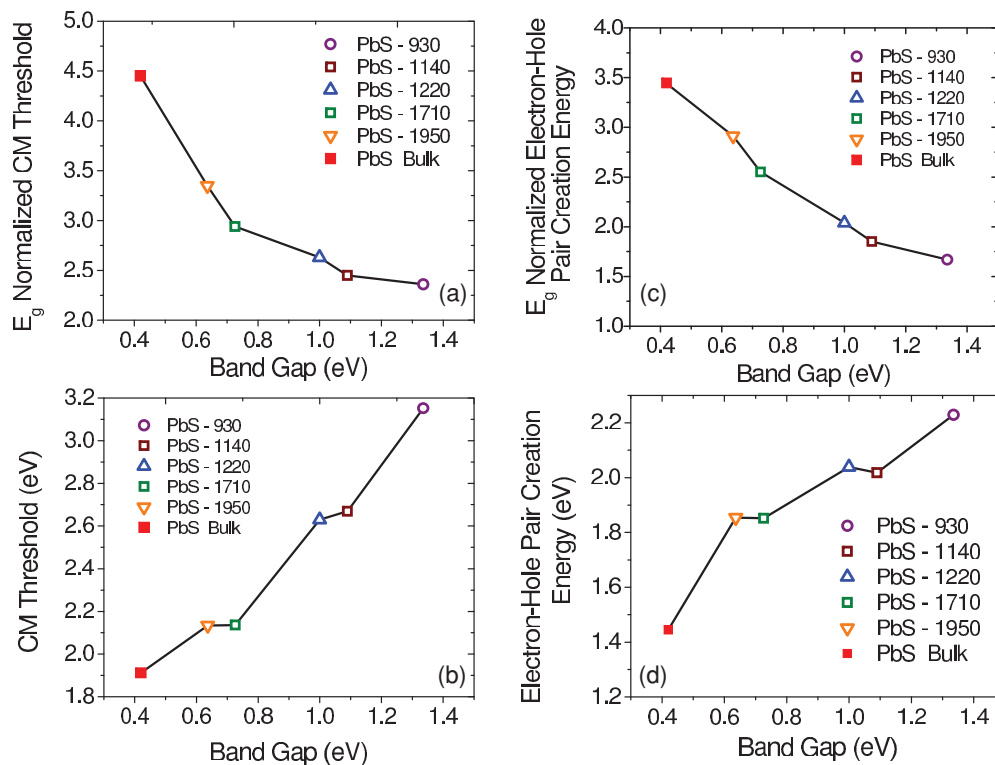 5.0
4.5
4.0
3.5
3.0
2.5
2.0
0.4 0.6 0.8 1.0 1.2 1.4
Band Gap (eV)
E_g Normalized CM Threshold
PbS - 930
PbS - 1140
PbS - 1220
PbS - 1710
PbS - 1950
PbS Bulk
(a)
4.0
3.5
3.0
2.5
2.0
1.5
1.0
0.4 0.6 0.8 1.0 1.2 1.4
Band Gap (eV)
E_g Normalized Electron-Hole
Pair Creation Energy
PbS - 930
PbS - 1140
PbS - 1220
PbS - 1710
PbS - 1950
PbS Bulk
(c)
3.2
3.0
2.8
2.6
2.4
2.2
2.1
1.9
1.8
0.4 0.6 0.8 1.0 1.2 1.4
Band Gap (eV)
CM Threshold (eV)
PbS - 930
PbS - 1140
PbS - 1220
PbS - 1710
PbS - 1950
PbS Bulk
(b)
2.2
2.0
1.8
1.6
1.4
1.2
0.4 0.6 0.8 1.0 1.2 1.4
Band Gap (eV)
Electron-Hole Pair Creation
Energy (eV)
PbS - 930
PbS - 1140
PbS - 1220
PbS - 1710
PbS - 1950
PbS Bulk
(d)